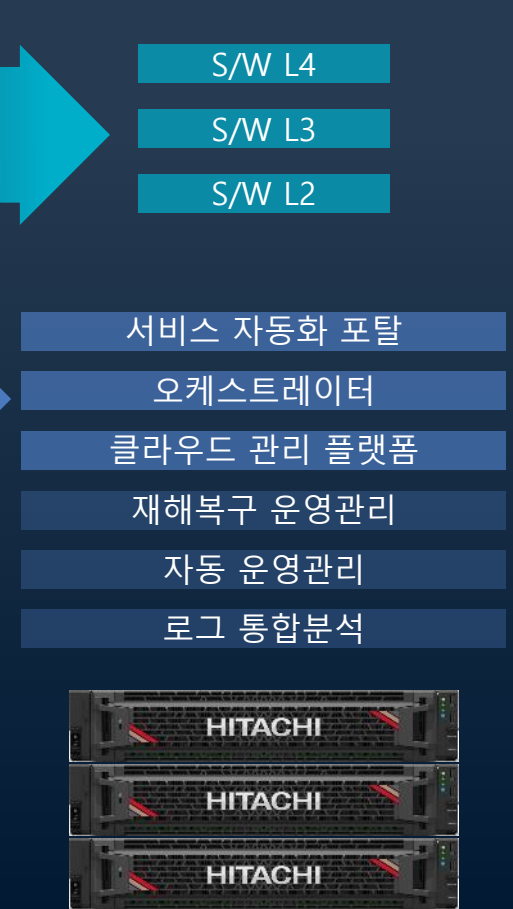 S/W L4
S/W L3
S/W L2
서비스 자동화 포탈
오케스트레이터
클라우드 관리 플랫폼
재해복구 운영관리
자동 운영관리
로그 통합분석
HITACHI
HITACHI
HITACHI